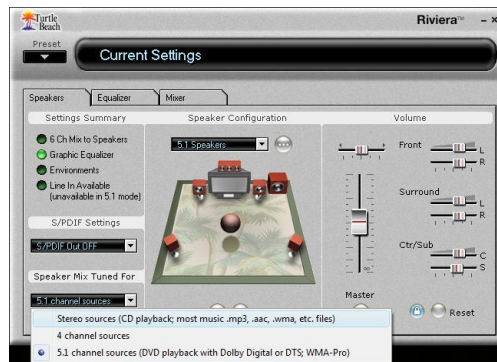 Turtle Beach
Riviera™
Preset
Current Settings
Speakers
Equalizer
Mixer
Settings Summary
6 Ch Mix to Speakers
Graphic Equalizer
Environments
Line In Available
(unavailable in 5.1 mode)
S/PDIF Settings
S/PDIF Out OFF
Speaker Mix Tuned For
5.1 channel sources
Speaker Configuration
5.1 Speakers
Volume
Front
L
R
Surround
L
R
Ctr/Sub
C
S
Master
Reset
Stereo sources (CD playback; most music .mp3, .aac, .wma, etc. files)
4 channel sources
5.1 channel sources (DVD playback with Dolby Digital or DTS; WMA-Pro)